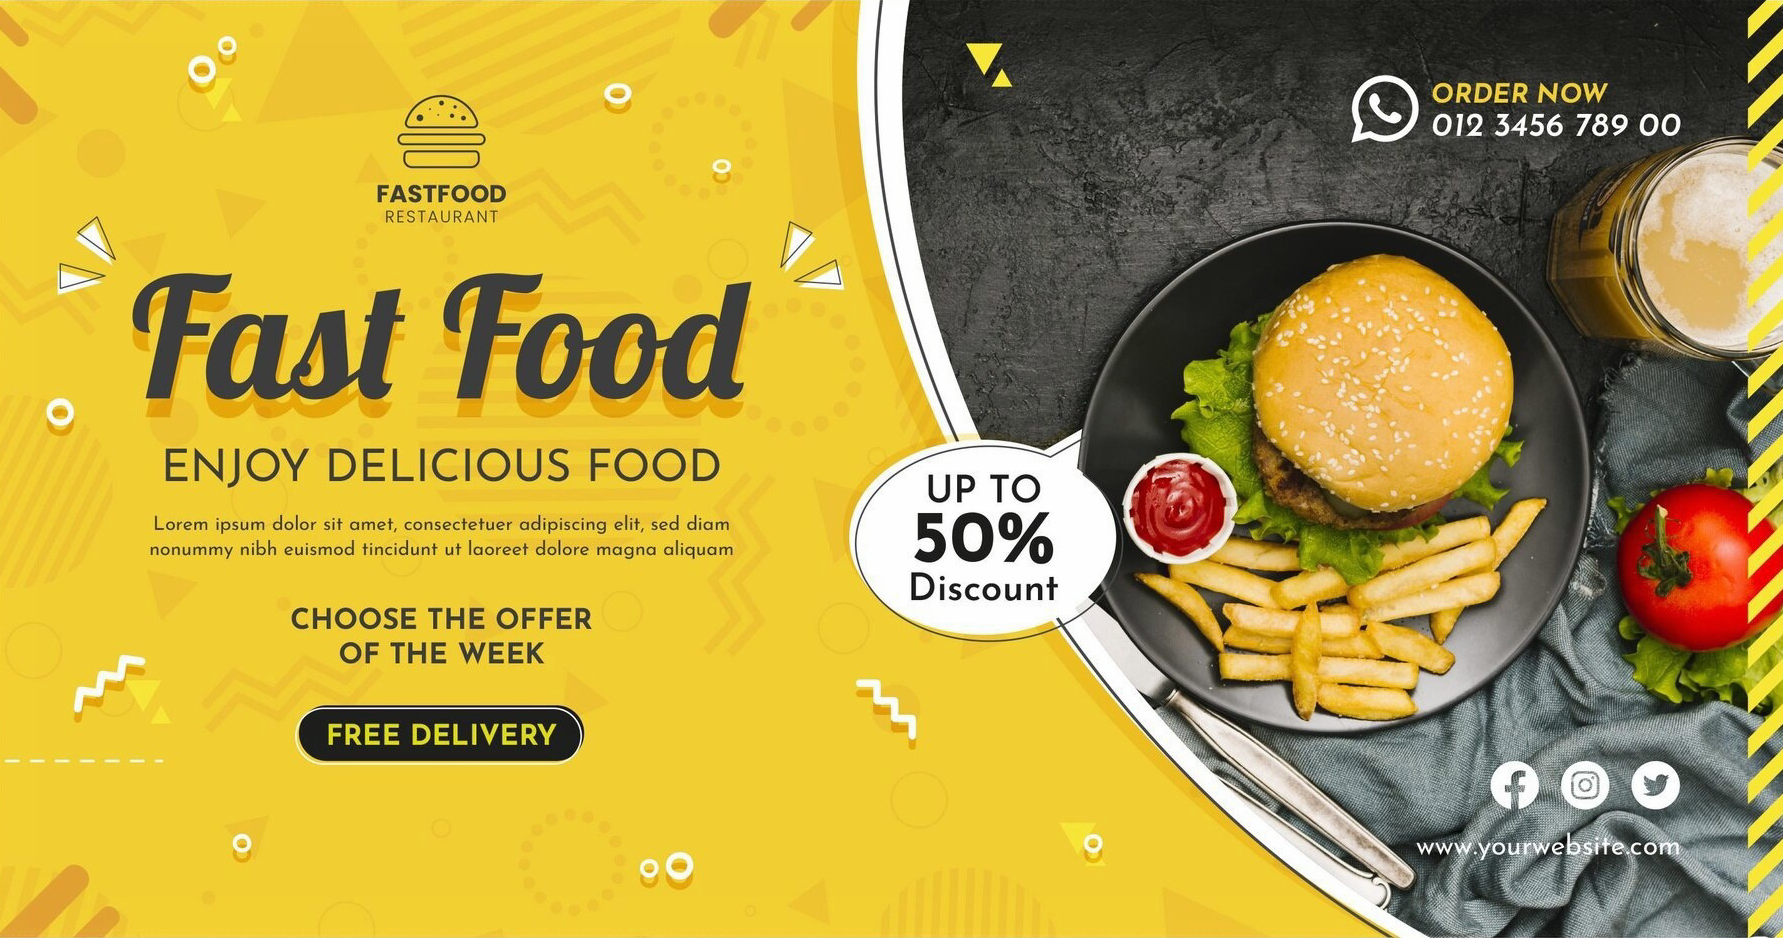 FASTFOOD
RESTAURANT
Fast Food
ENJOY DELICIOUS FOOD
Lorem ipsum dolor sit amet, consectetuer adipiscing elit, sed diam
nonummy nibh euismod tincidunt ut laoreet dolore magna aliquam
CHOOSE THE OFFER
OF THE WEEK
FREE DELIVERY
UP TO
50%
Discount
ORDER NOW
012 3456 789 00
www.yourwebsite.com